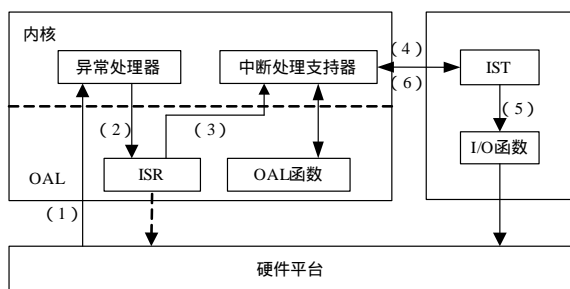 内核
异常处理器
中断处理支持器
（4）
（6）
IST
（2）
（3）
（5）
I/O函数
OAL
ISR
OAL函数
（1）
硬件平台